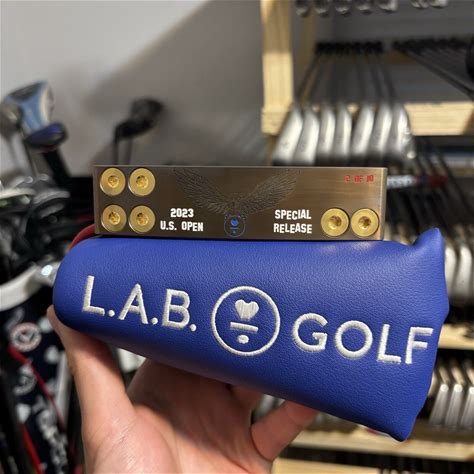 2023
U.S. OPEN
SPECIAL
RELEASE
L.A.B. GOLF